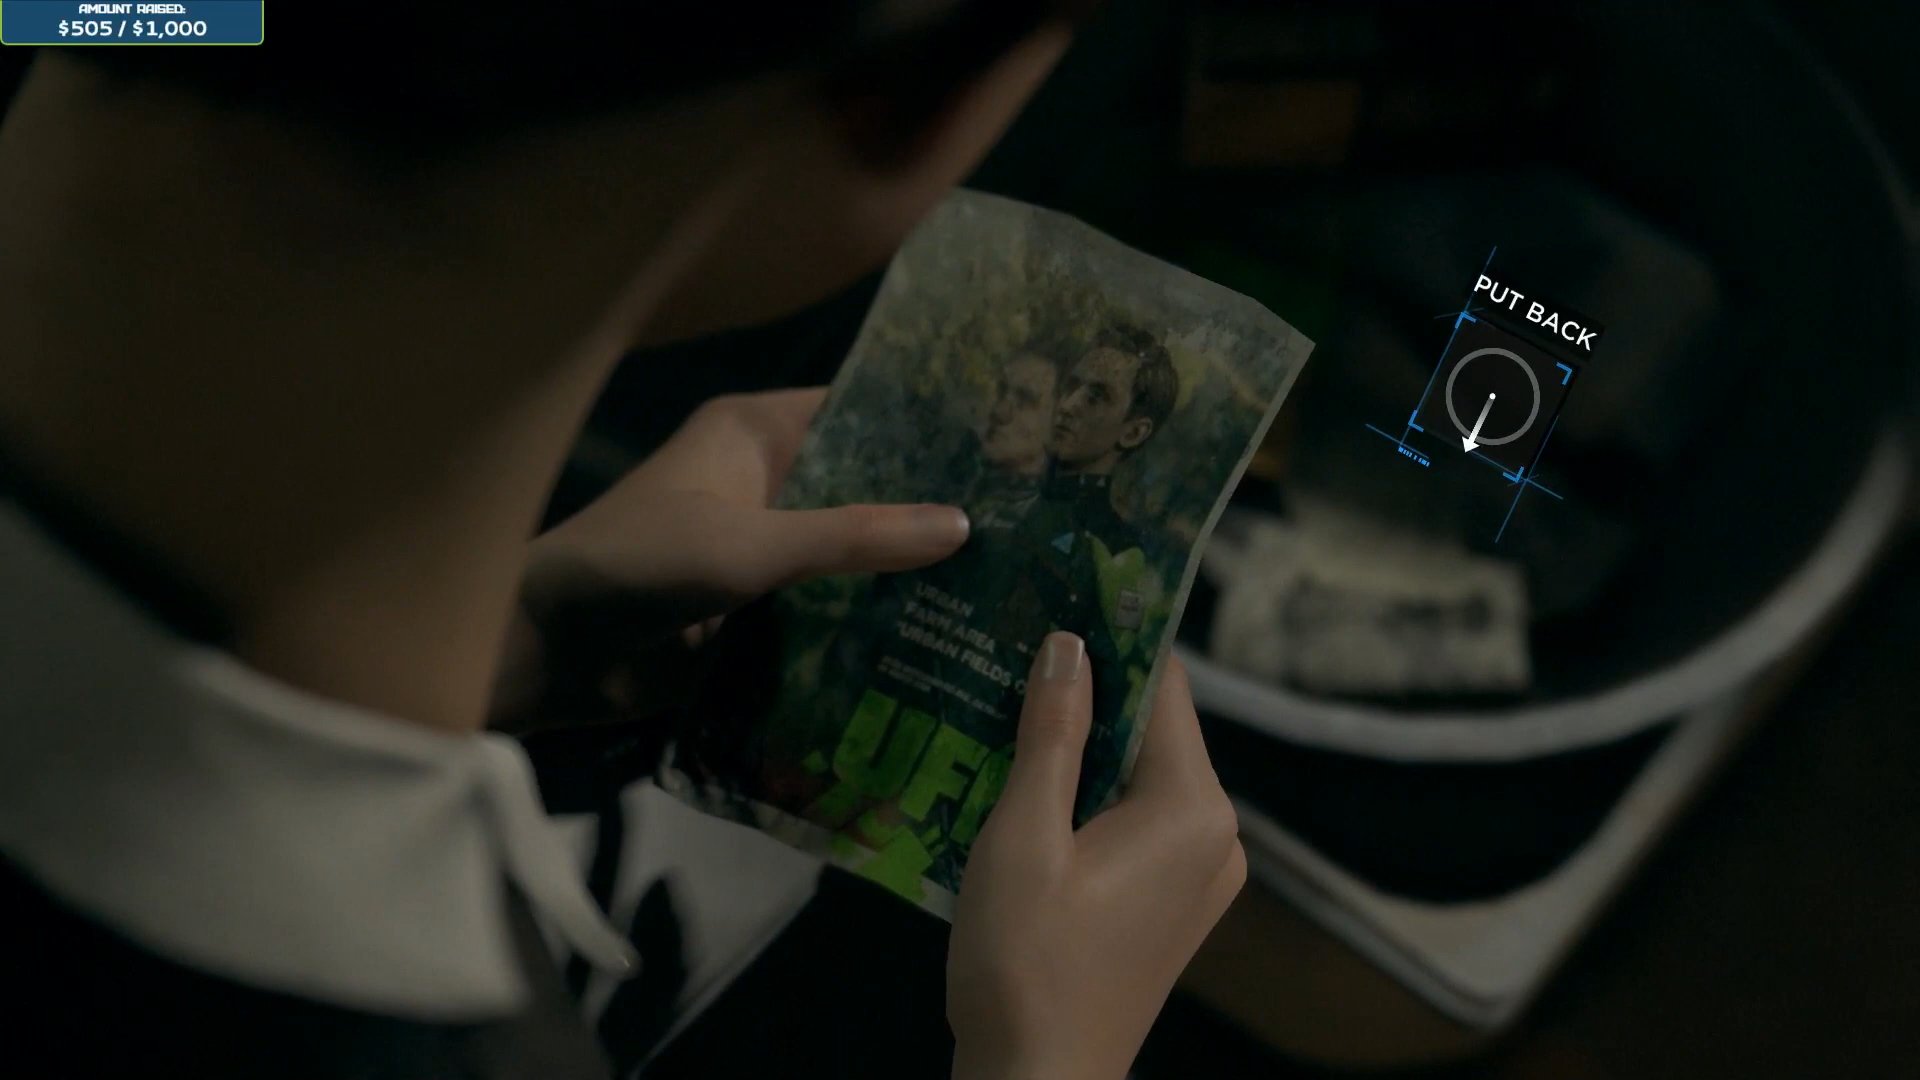 AMOUNT RAISED:
$505 / $1,000
PUT BACK
URBAN
FARM AREA
"URBAN FIELDS
UF